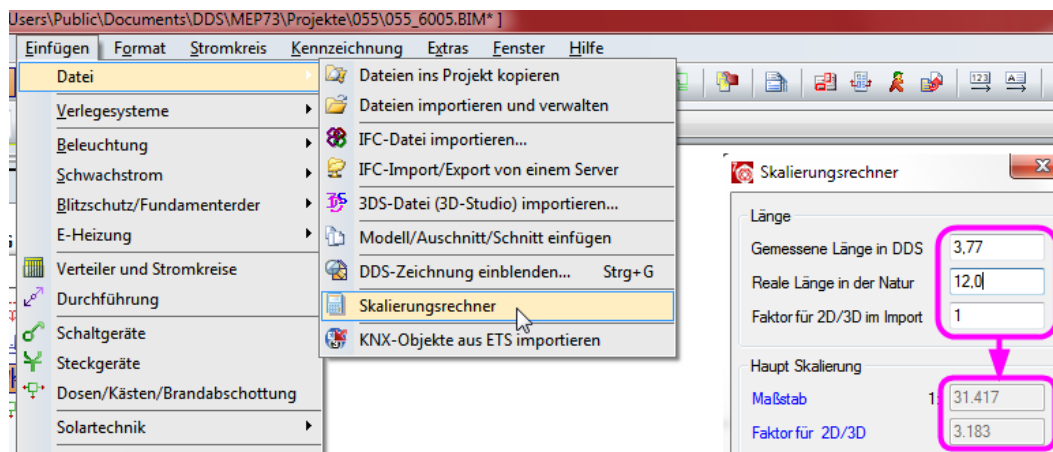 Users\Public\Documents\DDS\MEP73\Projekte\055\055_6005.BIM* ]
Einfügen Format Stromkreis Kennzeichnung Extras Fenster Hilfe
Datei
Verlegesysteme
Beleuchtung
Schwachstrom
Blitzschutz/Fundamenterder
E-Heizung
Verteiler und Stromkreise
Durchführung
Schaltgeräte
Steckgeräte
Dosen/Kästen/Brandabschottung
Solartechnik
Dateien ins Projekt kopieren
Dateien importieren und verwalten
IFC-Datei importieren...
IFC-Import/Export von einem Server
3DS-Datei (3D-Studio) importieren...
Modell/Auschnitt/Schnitt einfügen
DDS-Zeichnung einblenden... Strg+G
Skalierungsrechner
KNX-Objekte aus ETS importieren
Skalierungsrechner
Länge
Gemessene Länge in DDS 3,77
Reale Länge in der Natur 12,0
Faktor für 2D/3D im Import 1
Haupt Skalierung
Maßstab 1: 31.417
Faktor für 2D/3D 3.183